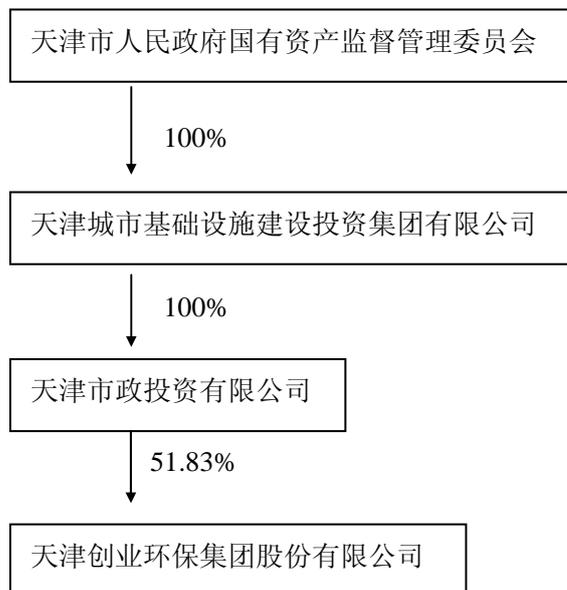 天津市人民政府国有资产监督管理委员会
100%
天津城市基础设施建设投资集团有限公司
100%
天津市政投资有限公司
51.83%
天津创业环保集团股份有限公司